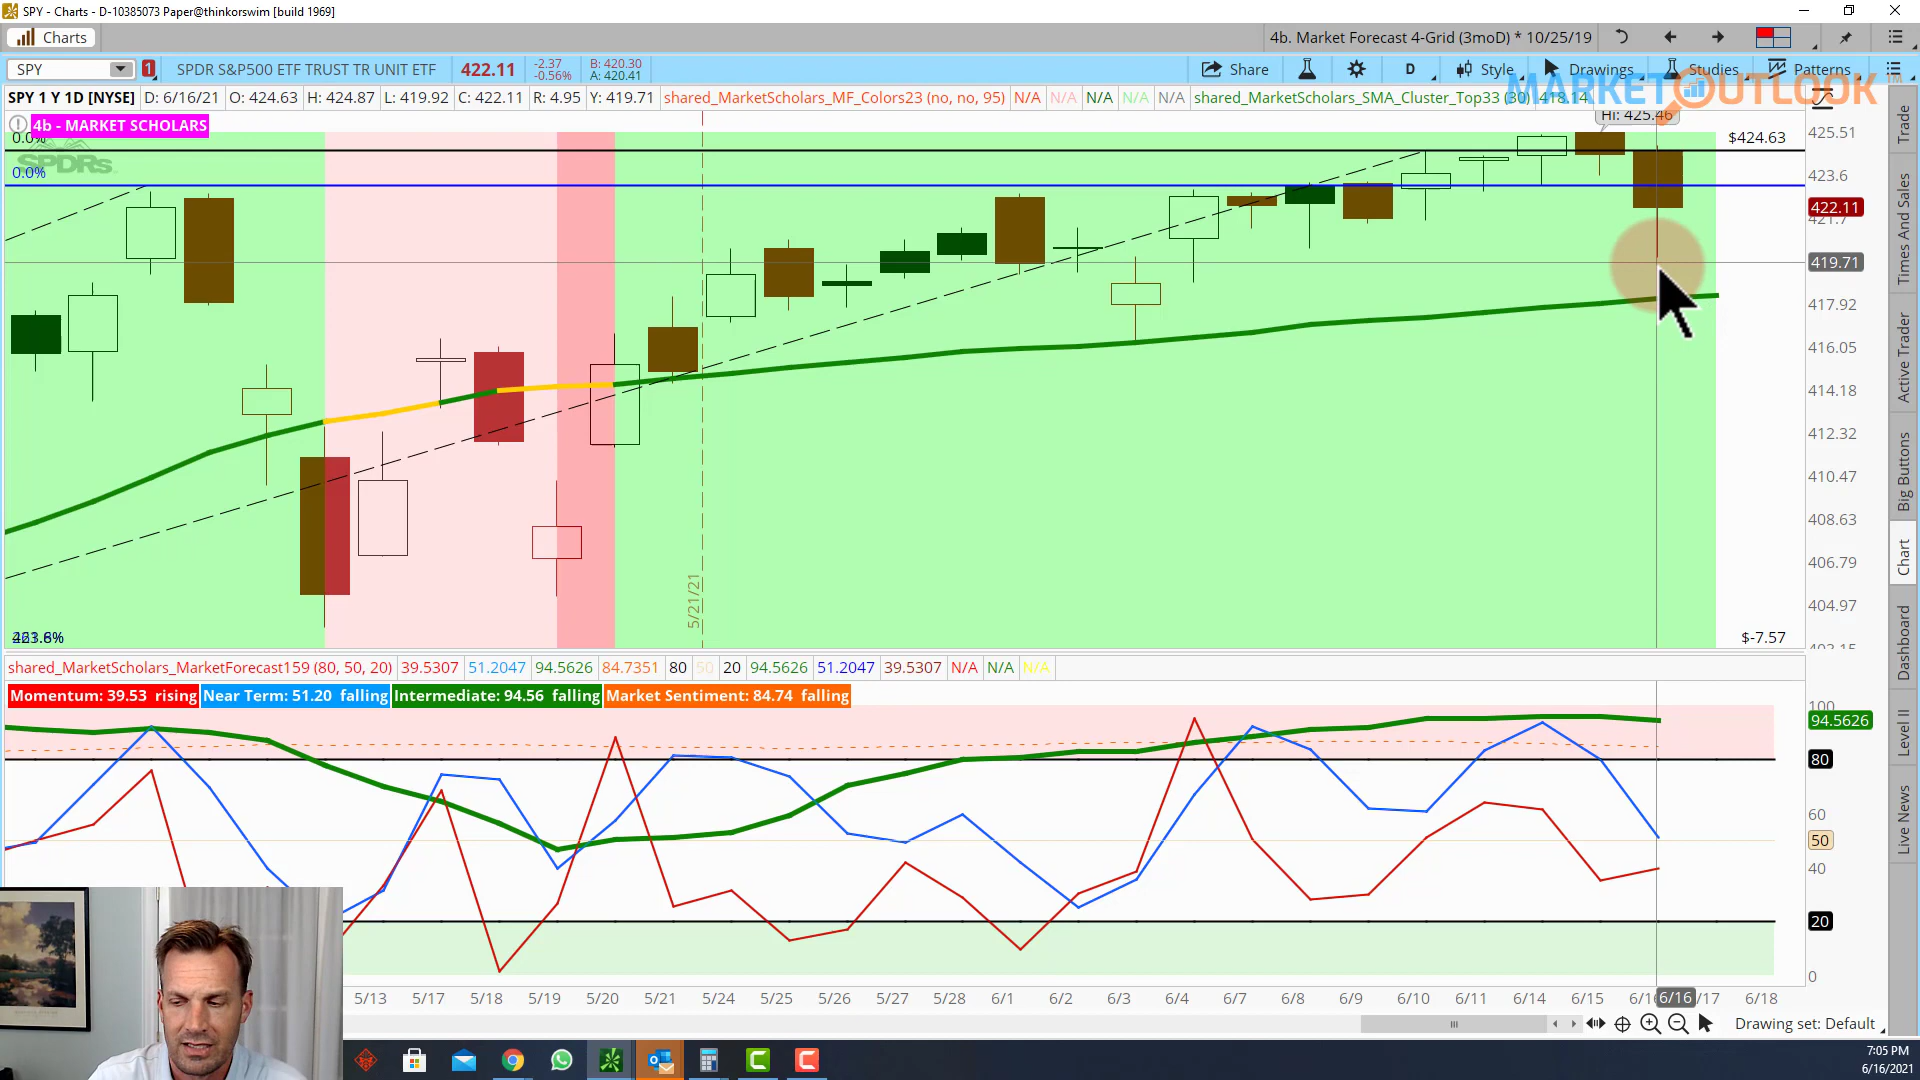 SPY - Charts - D-10385073 Paper@thinkorswim [build 1969]
Charts
4b. Market Forecast 4-Grid (3moD) * 10/25/19
SPY
1
SPDR S&P500 ETF TRUST TR UNIT ETF
422.11
-2.37
-0.56%
B: 420.30
A: 420.41
Share
D
Style
Drawings
Studies
Patterns
SPY 1 Y 1D [NYSE]
D: 6/16/21
O: 424.63
H: 424.87
L: 419.92
C: 422.11
R: 4.95
Y: 419.71
shared_MarketScholars_MF_Colors23 (no, no, 95)
N/A
N/A
N/A
N/A
N/A
shared_MarketScholars_SMA_Cluster_Top33 (30)
418.14
MARKET OUTLOOK
4b - MARKET SCHOLARS
Hi: 425.46
0.0%
SPDRs
0.0%
$424.63
425.51
423.6
422.11
421.7
419.71
417.92
416.05
414.18
412.32
410.47
408.63
406.79
404.97
403.15
5/21/21
$-7.57
shared_MarketScholars_MarketForecast159 (80, 50, 20)
39.5307
51.2047
94.5626
84.7351
80
50
20
94.5626
51.2047
39.5307
N/A
N/A
N/A
Momentum: 39.53 rising
Near Term: 51.20 falling
Intermediate: 94.56 falling
Market Sentiment: 84.74 falling
100
94.5626
80
60
50
40
20
0
5/13
5/17
5/18
5/19
5/20
5/21
5/24
5/25
5/26
5/27
5/28
6/1
6/2
6/3
6/4
6/7
6/8
6/9
6/10
6/11
6/14
6/15
6/16
/17
6/18
Drawing set: Default
Trade
Times And Sales
Active Trader
Big Buttons
Chart
Dashboard
Level II
Live News
7:05 PM
6/16/2021